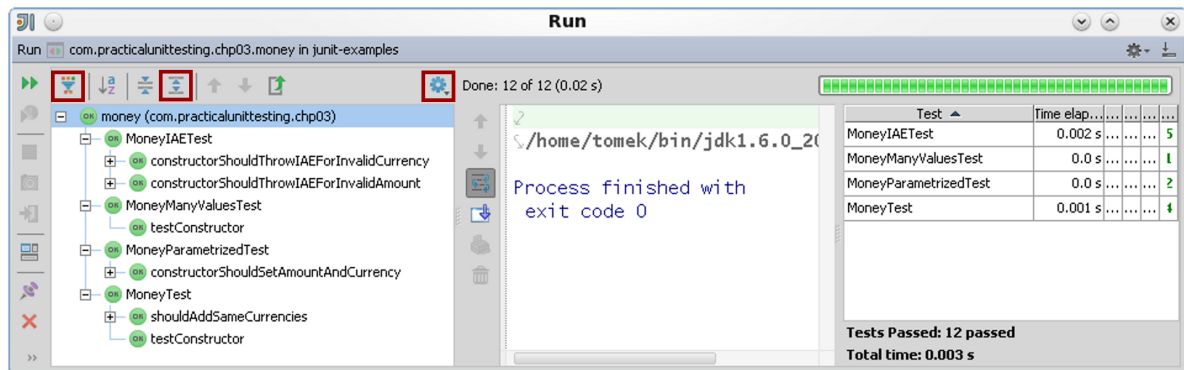 Run
Run com.practicalunittesting.chp03.money in junit-examples
Done: 12 of 12 (0.02 s)
money (com.practicalunittesting.chp03)
MoneyIAETest
constructorShouldThrowIAEForInvalidCurrency
constructorShouldThrowIAEForInvalidAmount
MoneyManyValuesTest
testConstructor
MoneyParametrizedTest
constructorShouldSetAmountAndCurrency
MoneyTest
shouldAddSameCurrencies
testConstructor
/home/tomek/bin/jdk1.6.0_20
Process finished with
exit code 0
Test Time elap... ... ... ... ...
MoneyIAETest 0.002 s ... ... ... 5
MoneyManyValuesTest 0.0 s ... ... ...
MoneyParametrizedTest 0.0 s ... ... ... 2
MoneyTest 0.001 s ... ... ... 4
Tests Passed: 12 passed
Total time: 0.003 s